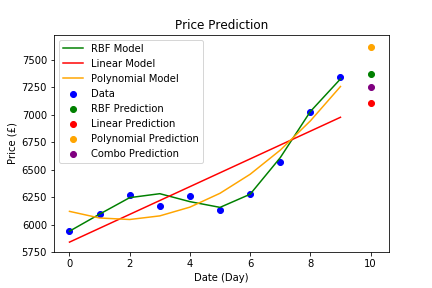 Price Prediction
Price (£)
7500
7250
7000
6750
6500
6250
6000
5750
RBF Model
Linear Model
Polynomial Model
Data
RBF Prediction
Linear Prediction
Polynomial Prediction
Combo Prediction
0 2 4 6 8 10
Date (Day)